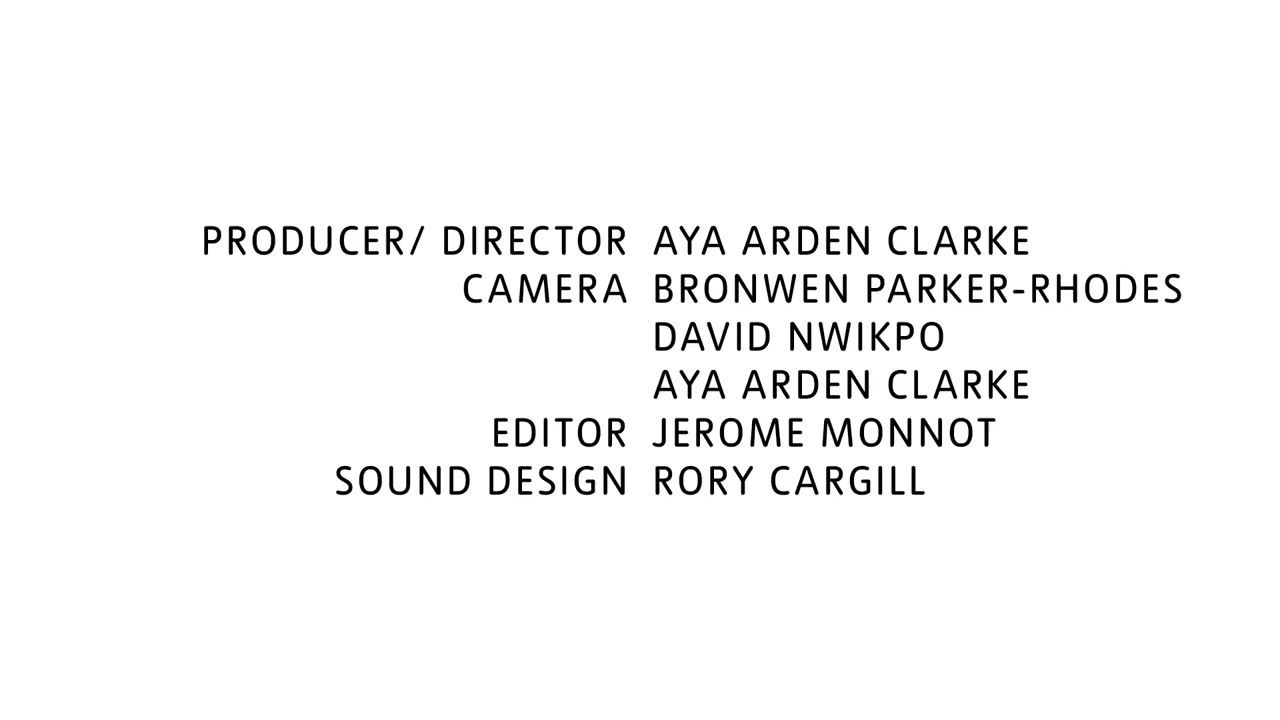 PRODUCER/ DIRECTOR AYA ARDEN CLARKE
CAMERA BRONWEN PARKER-RHODES
DAVID NWIKPO
AYA ARDEN CLARKE
EDITOR JEROME MONNOT
SOUND DESIGN RORY CARGILL